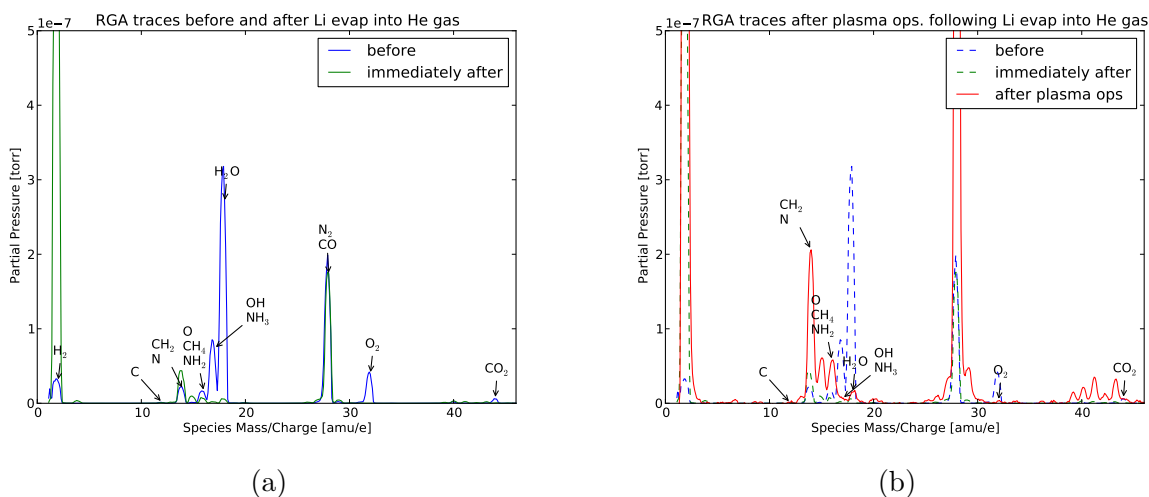 RGA traces before and after Li evap into He gas
1e−7
before
immediately after
H₂O
N₂
CO
OH
NH₃
O
CH₄
NH₂
CH₂
N
C
H₂
O₂
CO₂
Partial Pressure [torr]
0 1 2 3 4 5
0 10 20 30 40
Species Mass/Charge [amu/e]
(a)
RGA traces after plasma ops. following Li evap into He gas
1e−7
before
immediately after
after plasma ops
CH₂
N
O
CH₄
NH₂
H₂O
OH
NH₃
C
O₂
CO₂
Partial Pressure [torr]
0 1 2 3 4 5
0 10 20 30 40
Species Mass/Charge [amu/e]
(b)